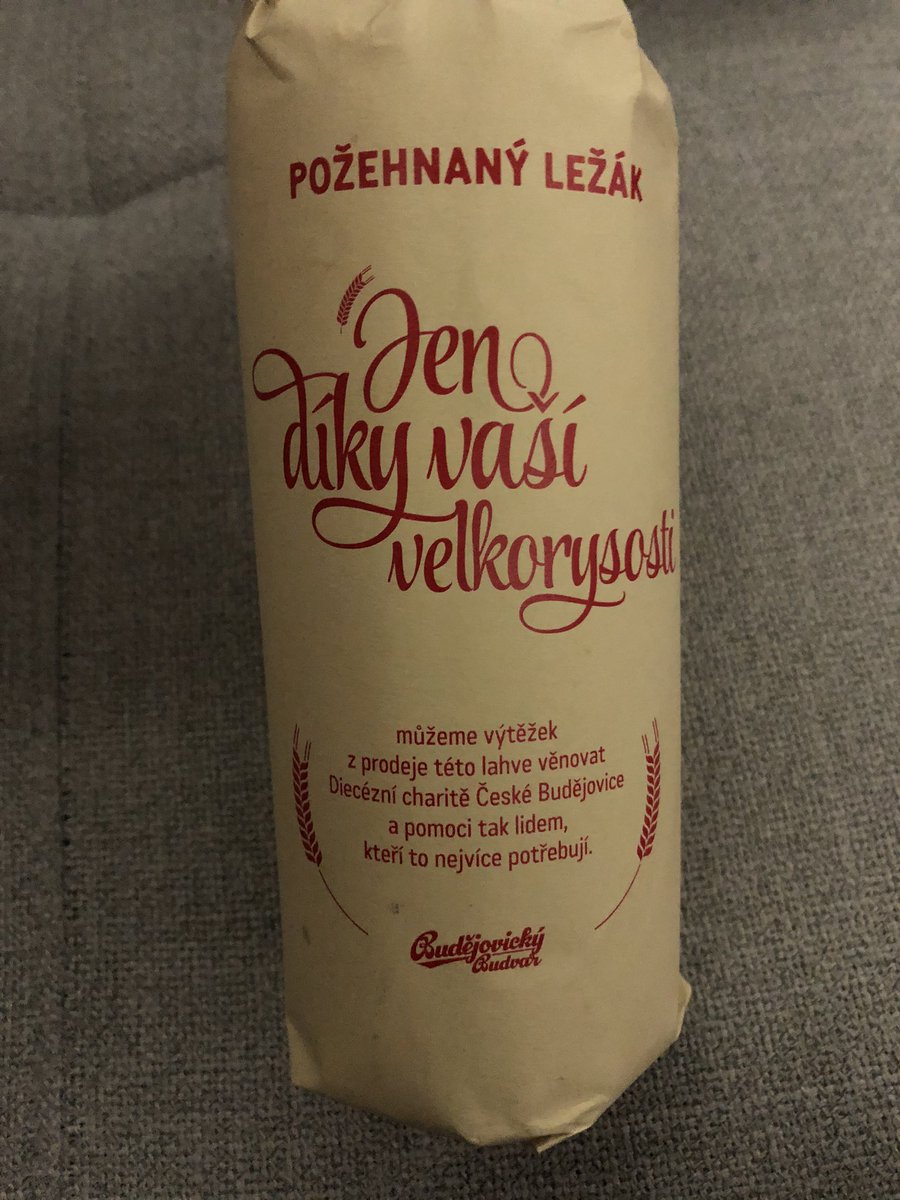 POŽEHNANÝ LEŽÁK
Jen
díky vaší
velkorysosti
můžeme výtěžek
z prodeje této lahve věnovat
Diecézní charitě České Budějovice
a pomoci tak lidem,
kteří to nejvíce potřebují.
Budějovický
Budvar